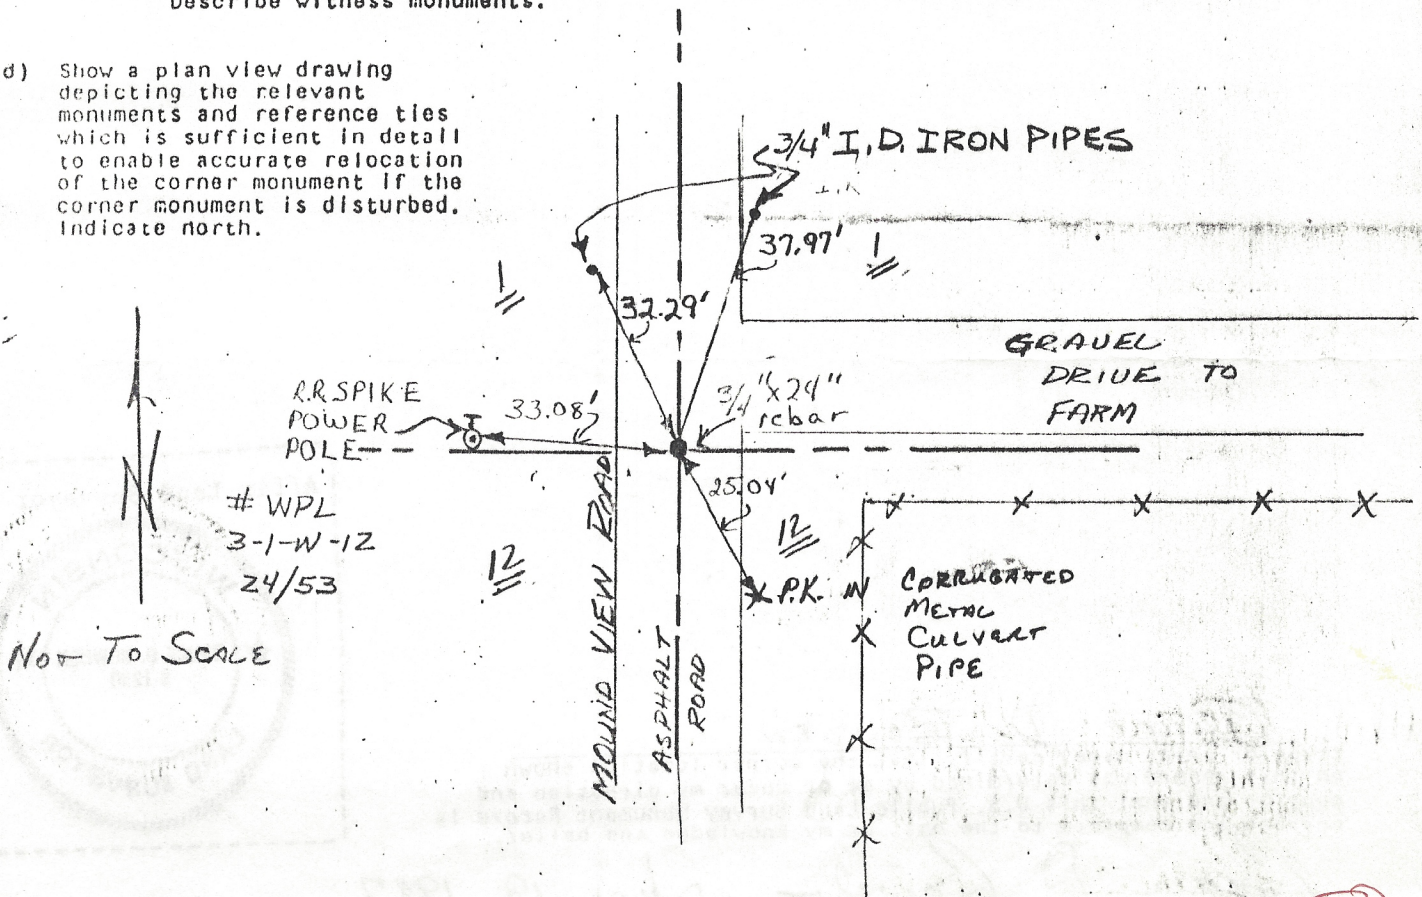 Describe witness monuments.
d) Show a plan view drawing
depicting the relevant
monuments and reference ties
which is sufficient in detail
to enable accurate relocation
of the corner monument if the
corner monument is disturbed.
Indicate north.
3/4" I.D. IRON PIPES
37.97'
1
1
32.29'
GRAVEL
DRIVE TO
FARM
3/4" x 24"
rebar
R.R. SPIKE
POWER
POLE
33.08'
25.04'
N
# WPL
3-1-W-12
24/53
12
12
P.K. IN CORRUGATED
METAL
CULVERT
PIPE
NOT TO SCALE
MOUND VIEW ROAD
ASPHALT
ROAD